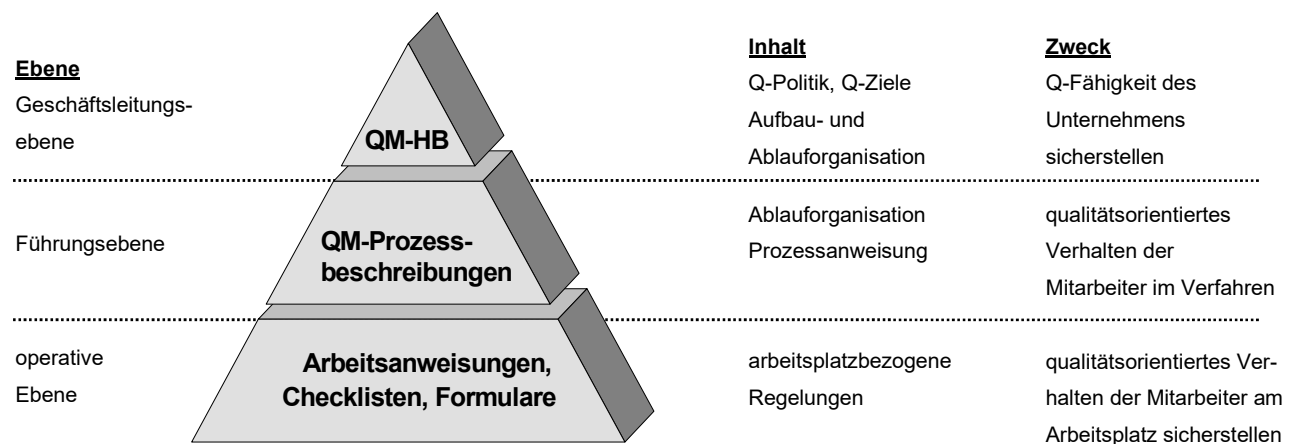 Ebene
Geschäftsleitungs-
ebene
QM-HB
Inhalt
Q-Politik, Q-Ziele
Aufbau- und
Ablauforganisation
Zweck
Q-Fähigkeit des
Unternehmens
sicherstellen
Führungsebene
QM-Prozess-
beschreibungen
Ablauforganisation
Prozessanweisung
qualitätsorientiertes
Verhalten der
Mitarbeiter im Verfahren
operative
Ebene
Arbeitsanweisungen,
Checklisten, Formulare
arbeitsplatzbezogene
Regelungen
qualitätsorientiertes Ver-
halten der Mitarbeiter am
Arbeitsplatz sicherstellen